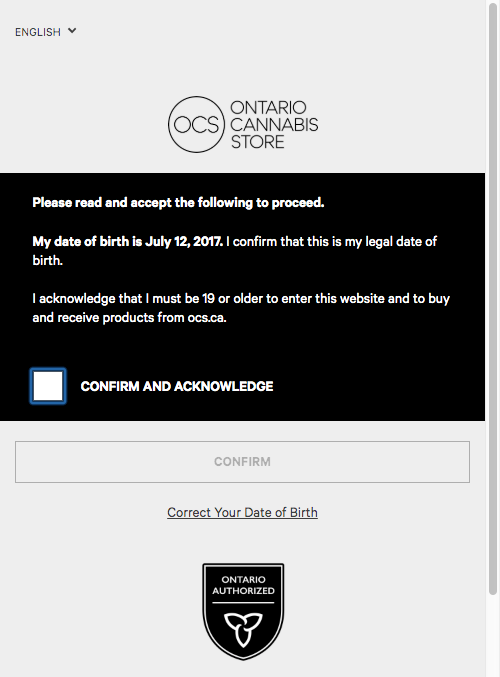 ENGLISH
OCS
ONTARIO
CANNABIS
STORE
Please read and accept the following to proceed.
My date of birth is July 12, 2017. I confirm that this is my legal date of
birth.
I acknowledge that I must be 19 or older to enter this website and to buy
and receive products from ocs.ca.
CONFIRM AND ACKNOWLEDGE
CONFIRM
Correct Your Date of Birth
ONTARIO
AUTHORIZED